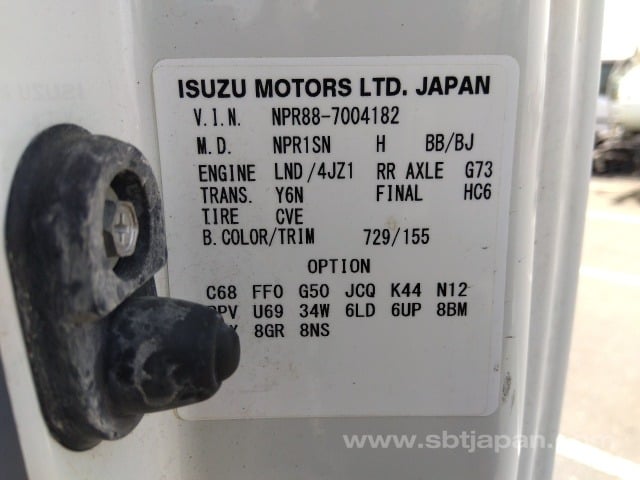 ISUZU MOTORS LTD. JAPAN
V.I.N. NPR88-7004182
M.D. NPR1SN H BB/BJ
ENGINE LND/4JZ1 RR AXLE G73
TRANS. Y6N FINAL HC6
TIRE CVE
B.COLOR/TRIM 729/155
OPTION
C68 FF0 G50 JCQ K44 N12
U69 34W 6LD 6UP 8BM
8GR 8NS
www.sbtjapan.com